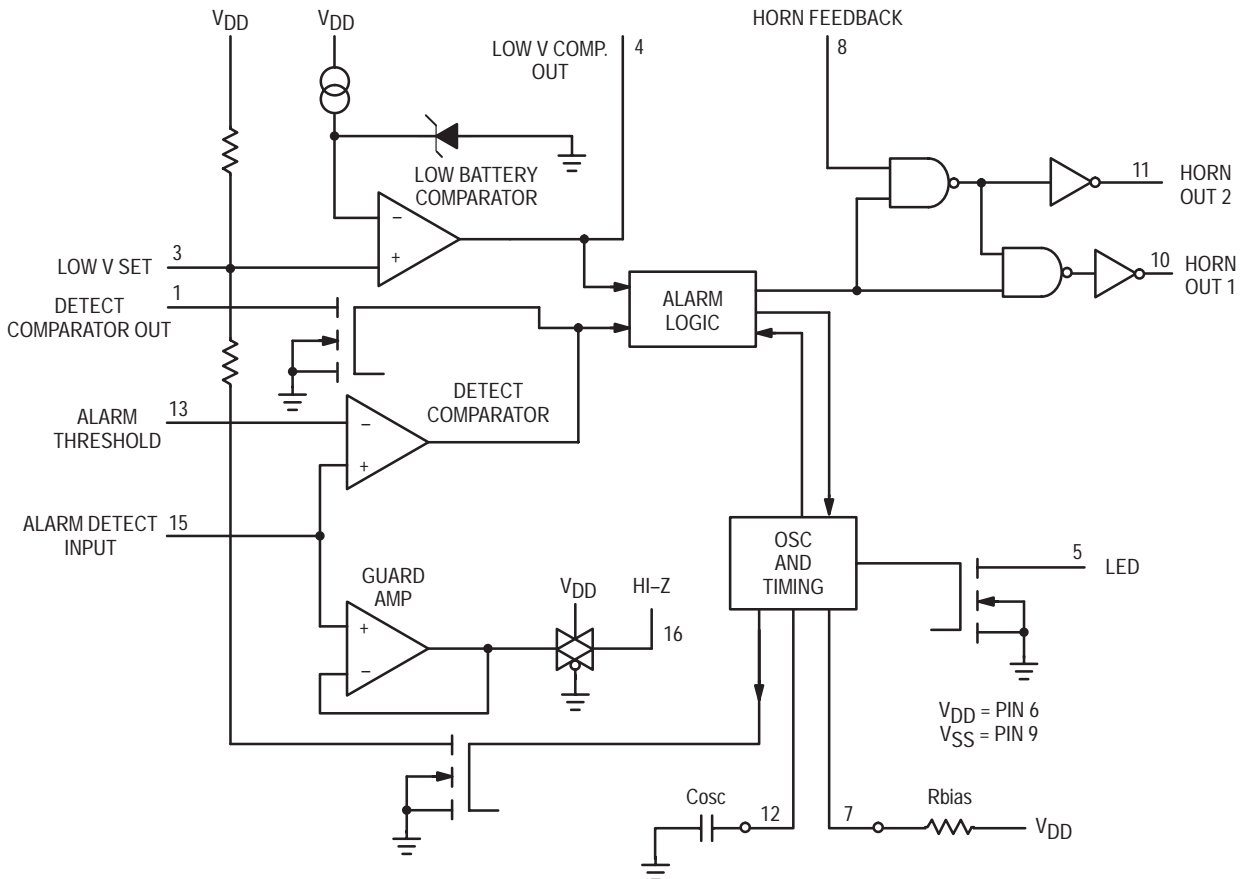 VDD
VDD
LOW V COMP.
OUT
4
HORN FEEDBACK
8
LOW BATTERY
COMPARATOR
−
+
11
HORN
OUT 2
LOW V SET
3
10
HORN
OUT 1
DETECT
COMPARATOR OUT
1
ALARM
LOGIC
ALARM
THRESHOLD
13
DETECT
COMPARATOR
−
+
ALARM DETECT
INPUT
15
OSC
AND
TIMING
5
LED
GUARD
AMP
+
−
VDD
HI–Z
16
VDD = PIN 6
VSS = PIN 9
Cosc
12
7
Rbias
VDD